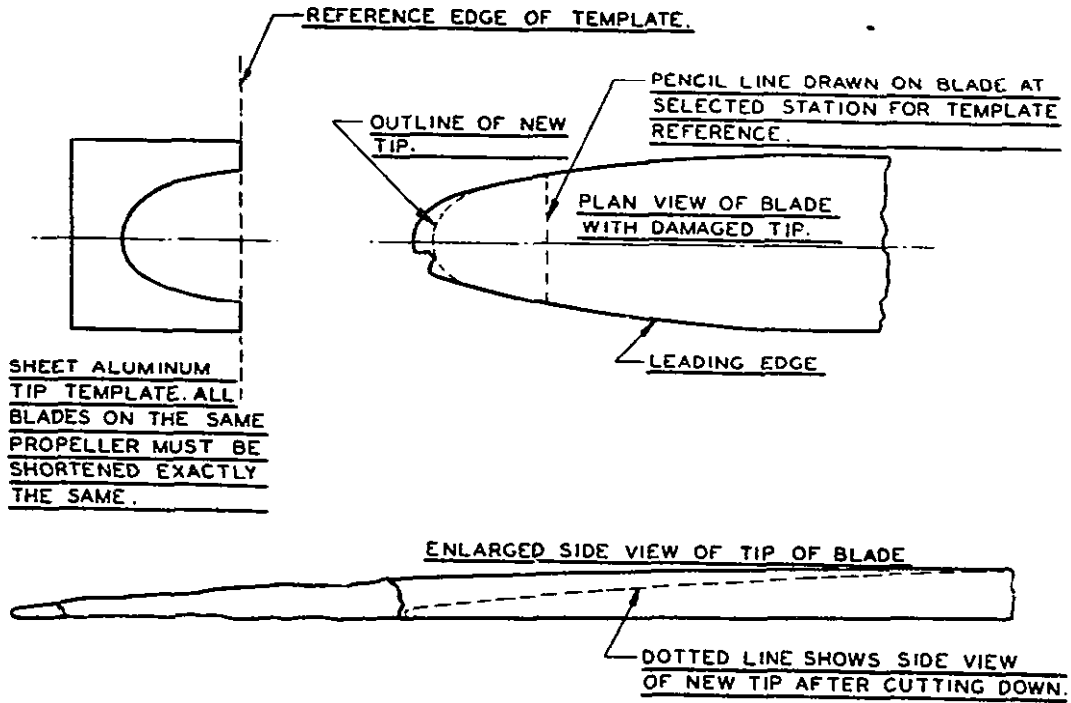 REFERENCE EDGE OF TEMPLATE.
PENCIL LINE DRAWN ON BLADE AT
SELECTED STATION FOR TEMPLATE
REFERENCE.
OUTLINE OF NEW
TIP.
PLAN VIEW OF BLADE
WITH DAMAGED TIP.
LEADING EDGE
SHEET ALUMINUM
TIP TEMPLATE. ALL
BLADES ON THE SAME
PROPELLER MUST BE
SHORTENED EXACTLY
THE SAME.
ENLARGED SIDE VIEW OF TIP OF BLADE
DOTTED LINE SHOWS SIDE VIEW
OF NEW TIP AFTER CUTTING DOWN.